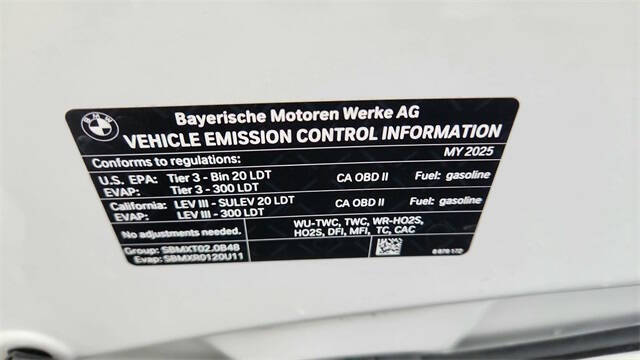 BMW
Bayerische Motoren Werke AG
VEHICLE EMISSION CONTROL INFORMATION
Conforms to regulations: MY 2025
U.S. EPA: Tier 3 - Bin 20 LDT CA OBD II Fuel: gasoline
EVAP: Tier 3 - 300 LDT
California: LEV III - SULEV 20 LDT CA OBD II Fuel: gasoline
EVAP: LEV III - 300 LDT
No adjustments needed. WU-TWC, TWC, WR-HO2S,
HO2S, DFI, MFI, TC, CAC
Group: SBMXT02.0B48
Evap: SBMXR0120U11